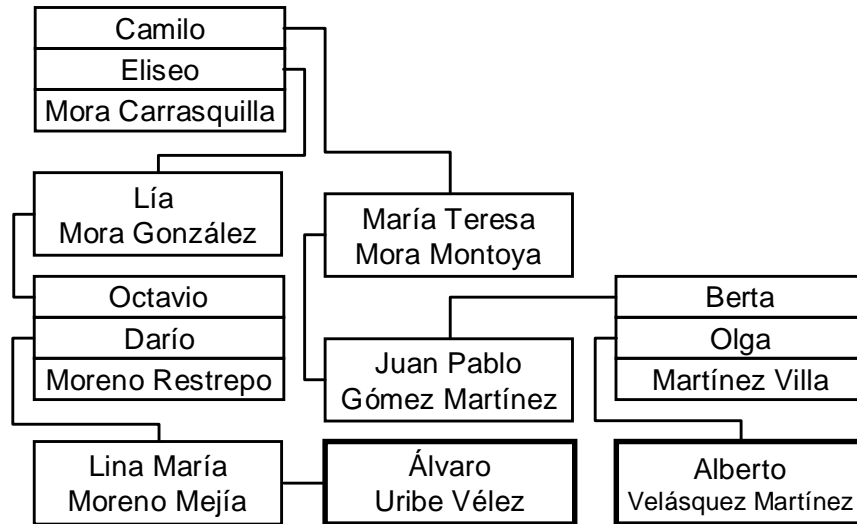 Camilo
Eliseo
Mora Carrasquilla
Lía
Mora González
María Teresa
Mora Montoya
Octavio
Darío
Moreno Restrepo
Juan Pablo
Gómez Martínez
Berta
Olga
Martínez Villa
Lina María
Moreno Mejía
Álvaro
Uribe Vélez
Alberto
Velásquez Martínez